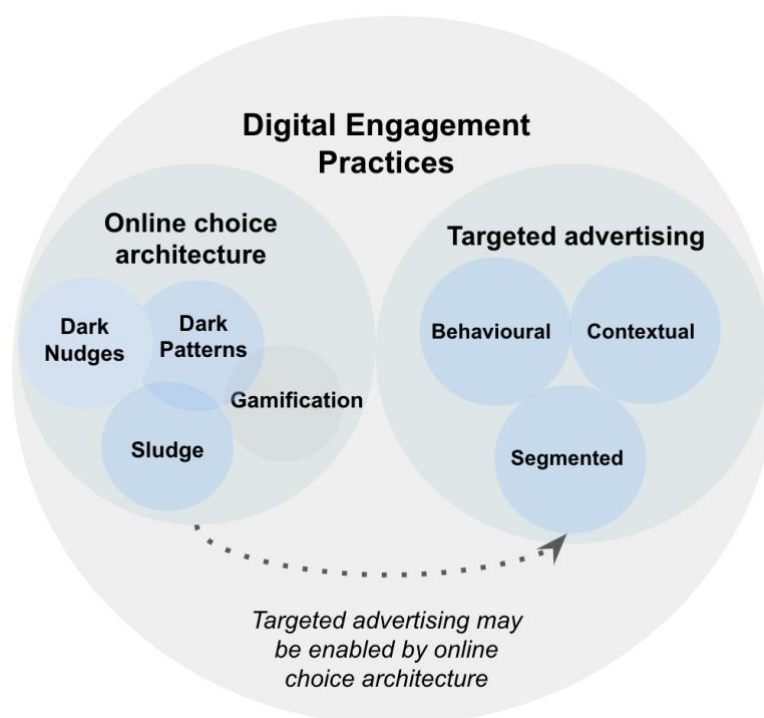 Digital Engagement
Practices
Online choice
architecture
Dark
Nudges
Dark
Patterns
Gamification
Sludge
Targeted advertising
Behavioural
Contextual
Segmented
Targeted advertising may
be enabled by online
choice architecture